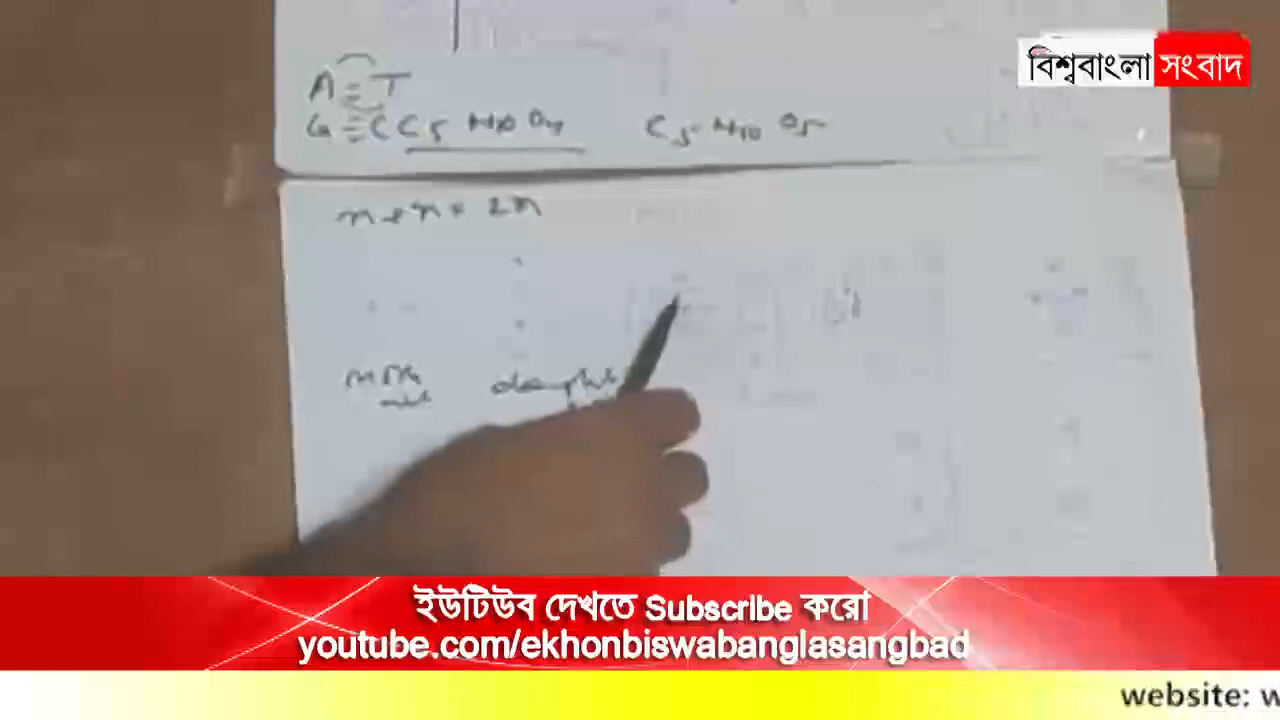 বিশ্ববাংলা সংবাদ
A = T
G ≡ C C5 H10 O4 C5 H10 O5
n + n = 2n
ইউটিউব দেখতে Subscribe করো
youtube.com/ekhonbiswabanglasangbad
website: w